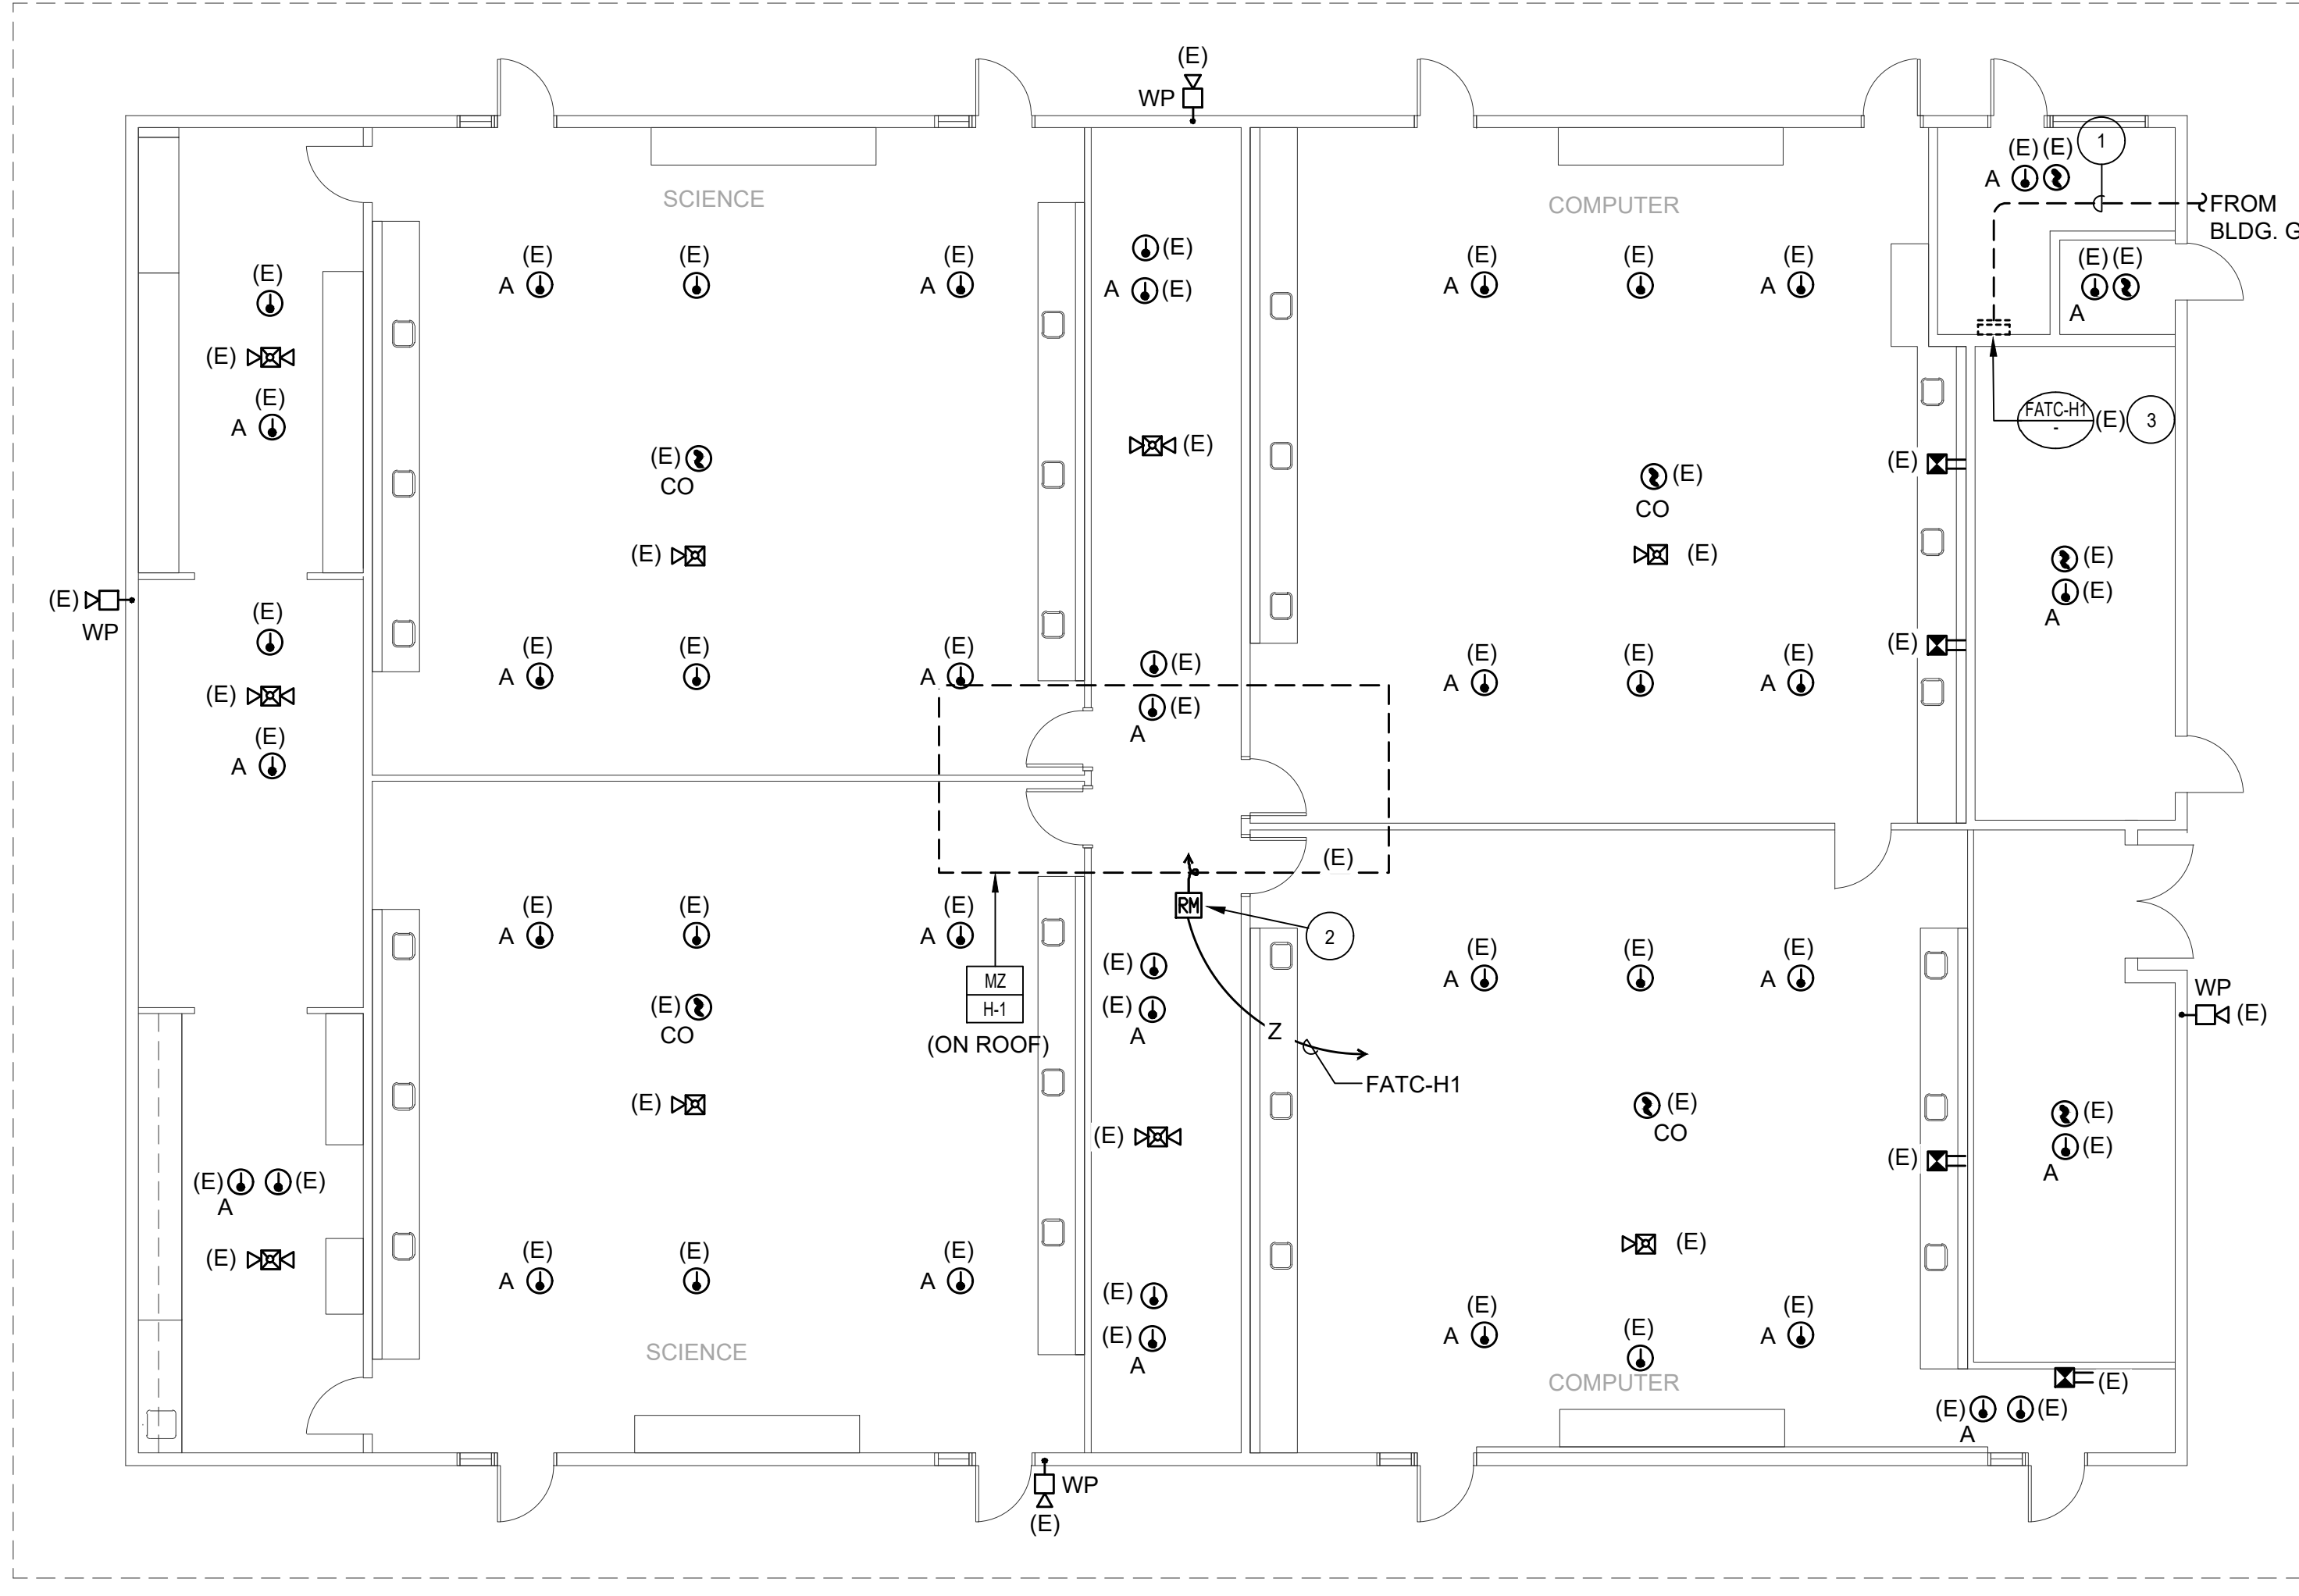 (E)
WP
(E) (E) 1
A
FROM
BLDG. G
SCIENCE
COMPUTER
(E) (E) (E) (E) (E) (E) (E) (E) (E)
A A A A A
(E)
(E)
A (E)
A
(E)
(E)
A
FATC-H1
-
(E) 3
(E)
(E)
CO
(E)
CO
(E)
(E)
(E)
(E)
(E)
(E)
A
(E)
WP
(E)
(E) (E) (E) (E) (E) (E) (E)
A A A A
(E)
(E)
(E)
A
(E)
A
(E)
RM
2
MZ
H-1
(ON ROOF)
(E) (E) (E) (E) (E) (E) (E)
A A A A
(E)
A
(E)
CO
Z
FATC-H1
WP
(E)
(E)
(E)
CO
(E)
(E)
(E)
A
(E)
(E) (E)
A
(E)
(E)
(E) (E) (E) (E)
A A
(E)
(E)
A
(E) (E) (E)
A A
SCIENCE
COMPUTER
(E)
(E) (E)
A
WP
(E)